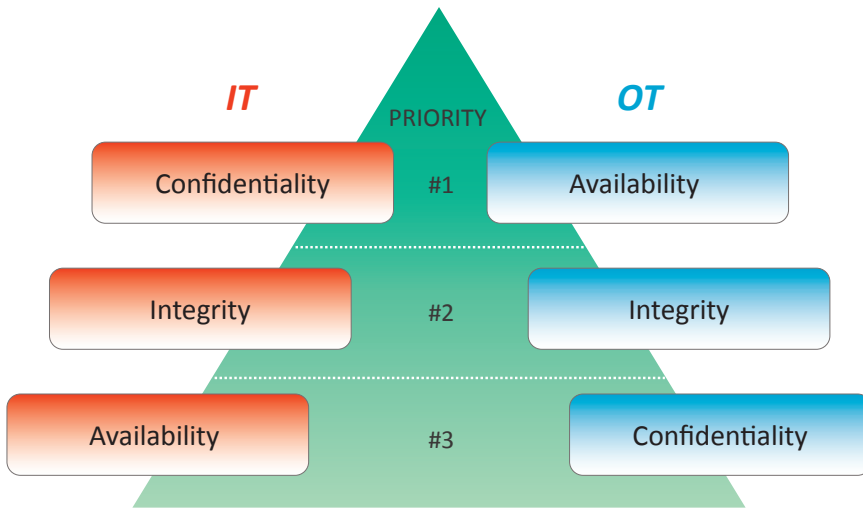 IT
OT
PRIORITY
Confidentiality
#1
Availability
Integrity
#2
Integrity
Availability
#3
Confidentiality